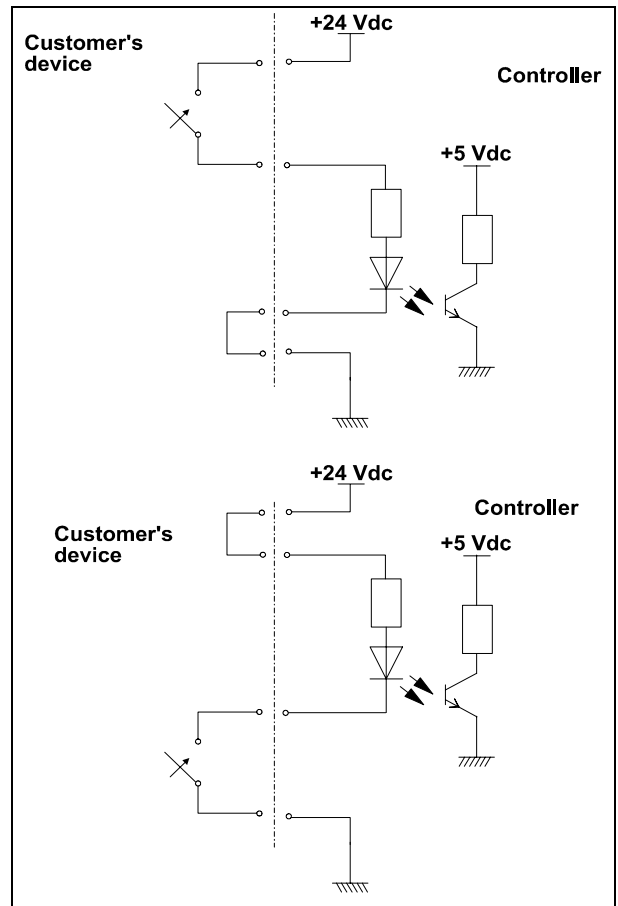 +24 Vdc
Customer's
device
Controller
+5 Vdc
+24 Vdc
Controller
Customer's
device
+5 Vdc